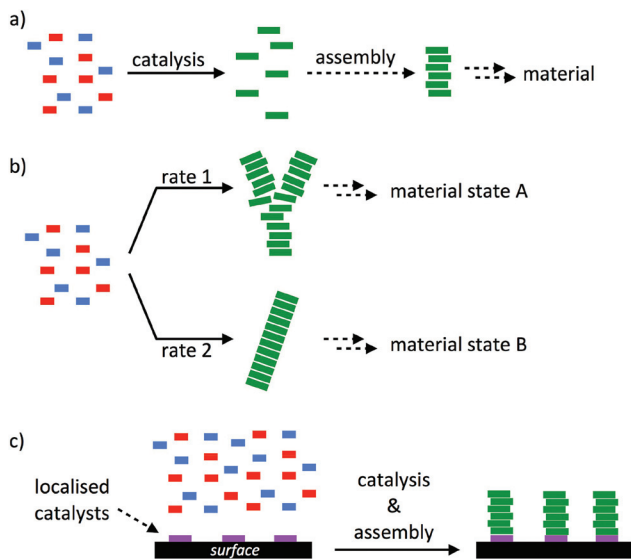 a)
catalysis
assembly
material
b)
rate 1
material state A
rate 2
material state B
c)
localised
catalysts
surface
catalysis
&
assembly